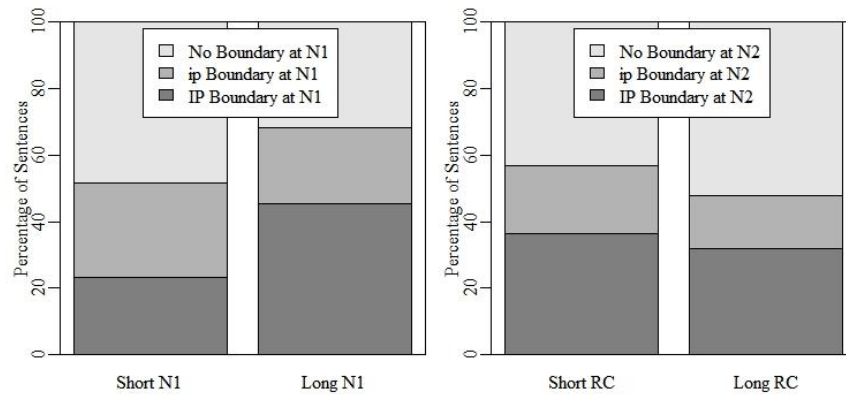 Percentage of Sentences
100
80
60
40
20
0
No Boundary at N1
ip Boundary at N1
IP Boundary at N1
Short N1
Long N1
Percentage of Sentences
100
80
60
40
20
0
No Boundary at N2
ip Boundary at N2
IP Boundary at N2
Short RC
Long RC